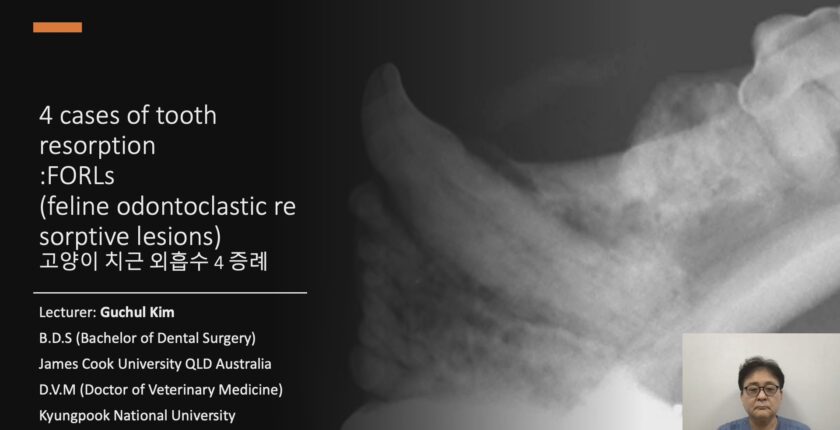 4 cases of tooth
resorption
:FORLs
(feline odontoclastic re
sorptive lesions)
고양이 치근 외흡수 4 증례
Lecturer: Guchul Kim
B.D.S (Bachelor of Dental Surgery)
James Cook University QLD Australia
D.V.M (Doctor of Veterinary Medicine)
Kyungpook National University